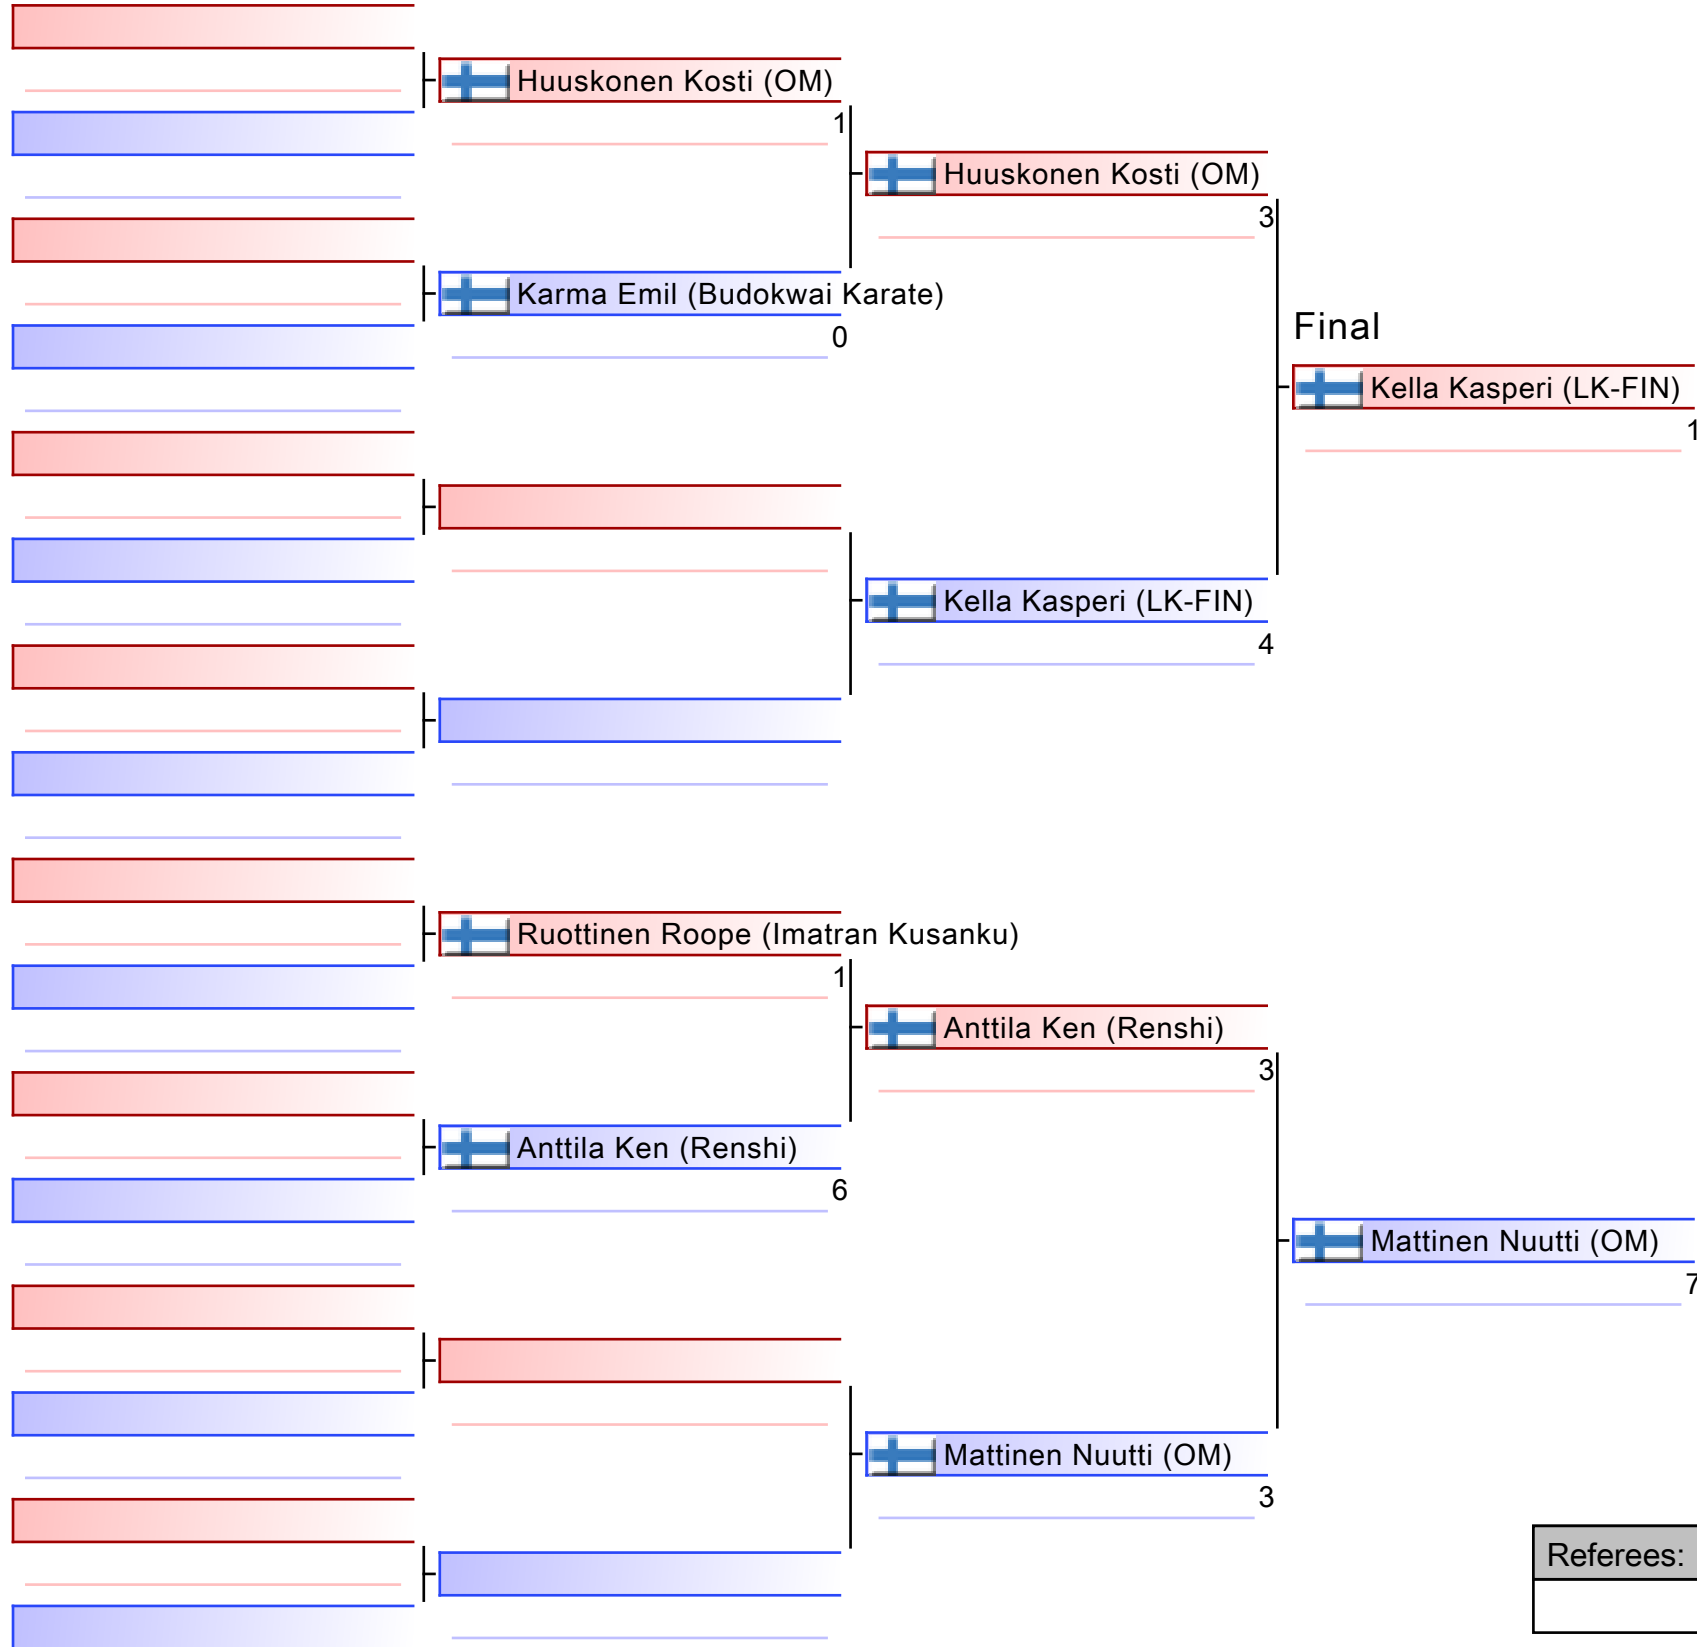 Huuskonen Kosti (OM)
1
Huuskonen Kosti (OM)
3
Karma Emil (Budokwai Karate)
0
Final
Kella Kasperi (LK-FIN)
1
Kella Kasperi (LK-FIN)
4
Ruottinen Roope (Imatran Kusanku)
1
Anttila Ken (Renshi)
3
Anttila Ken (Renshi)
6
Mattinen Nuutti (OM)
7
Mattinen Nuutti (OM)
3
Referees: